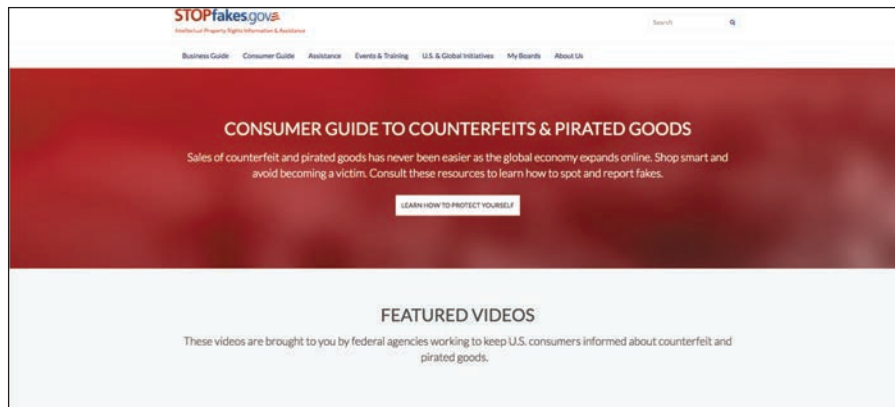 STOPfakes.gov
Intellectual Property Rights Information & Assistance
Search
Business Guide Consumer Guide Assistance Events & Training U.S. & Global Initiatives My Boards About Us
CONSUMER GUIDE TO COUNTERFEITS & PIRATED GOODS
Sales of counterfeit and pirated goods has never been easier as the global economy expands online. Shop smart and
avoid becoming a victim. Consult these resources to learn how to spot and report fakes.
LEARN HOW TO PROTECT YOURSELF
FEATURED VIDEOS
These videos are brought to you by federal agencies working to keep U.S. consumers informed about counterfeit and
pirated goods.